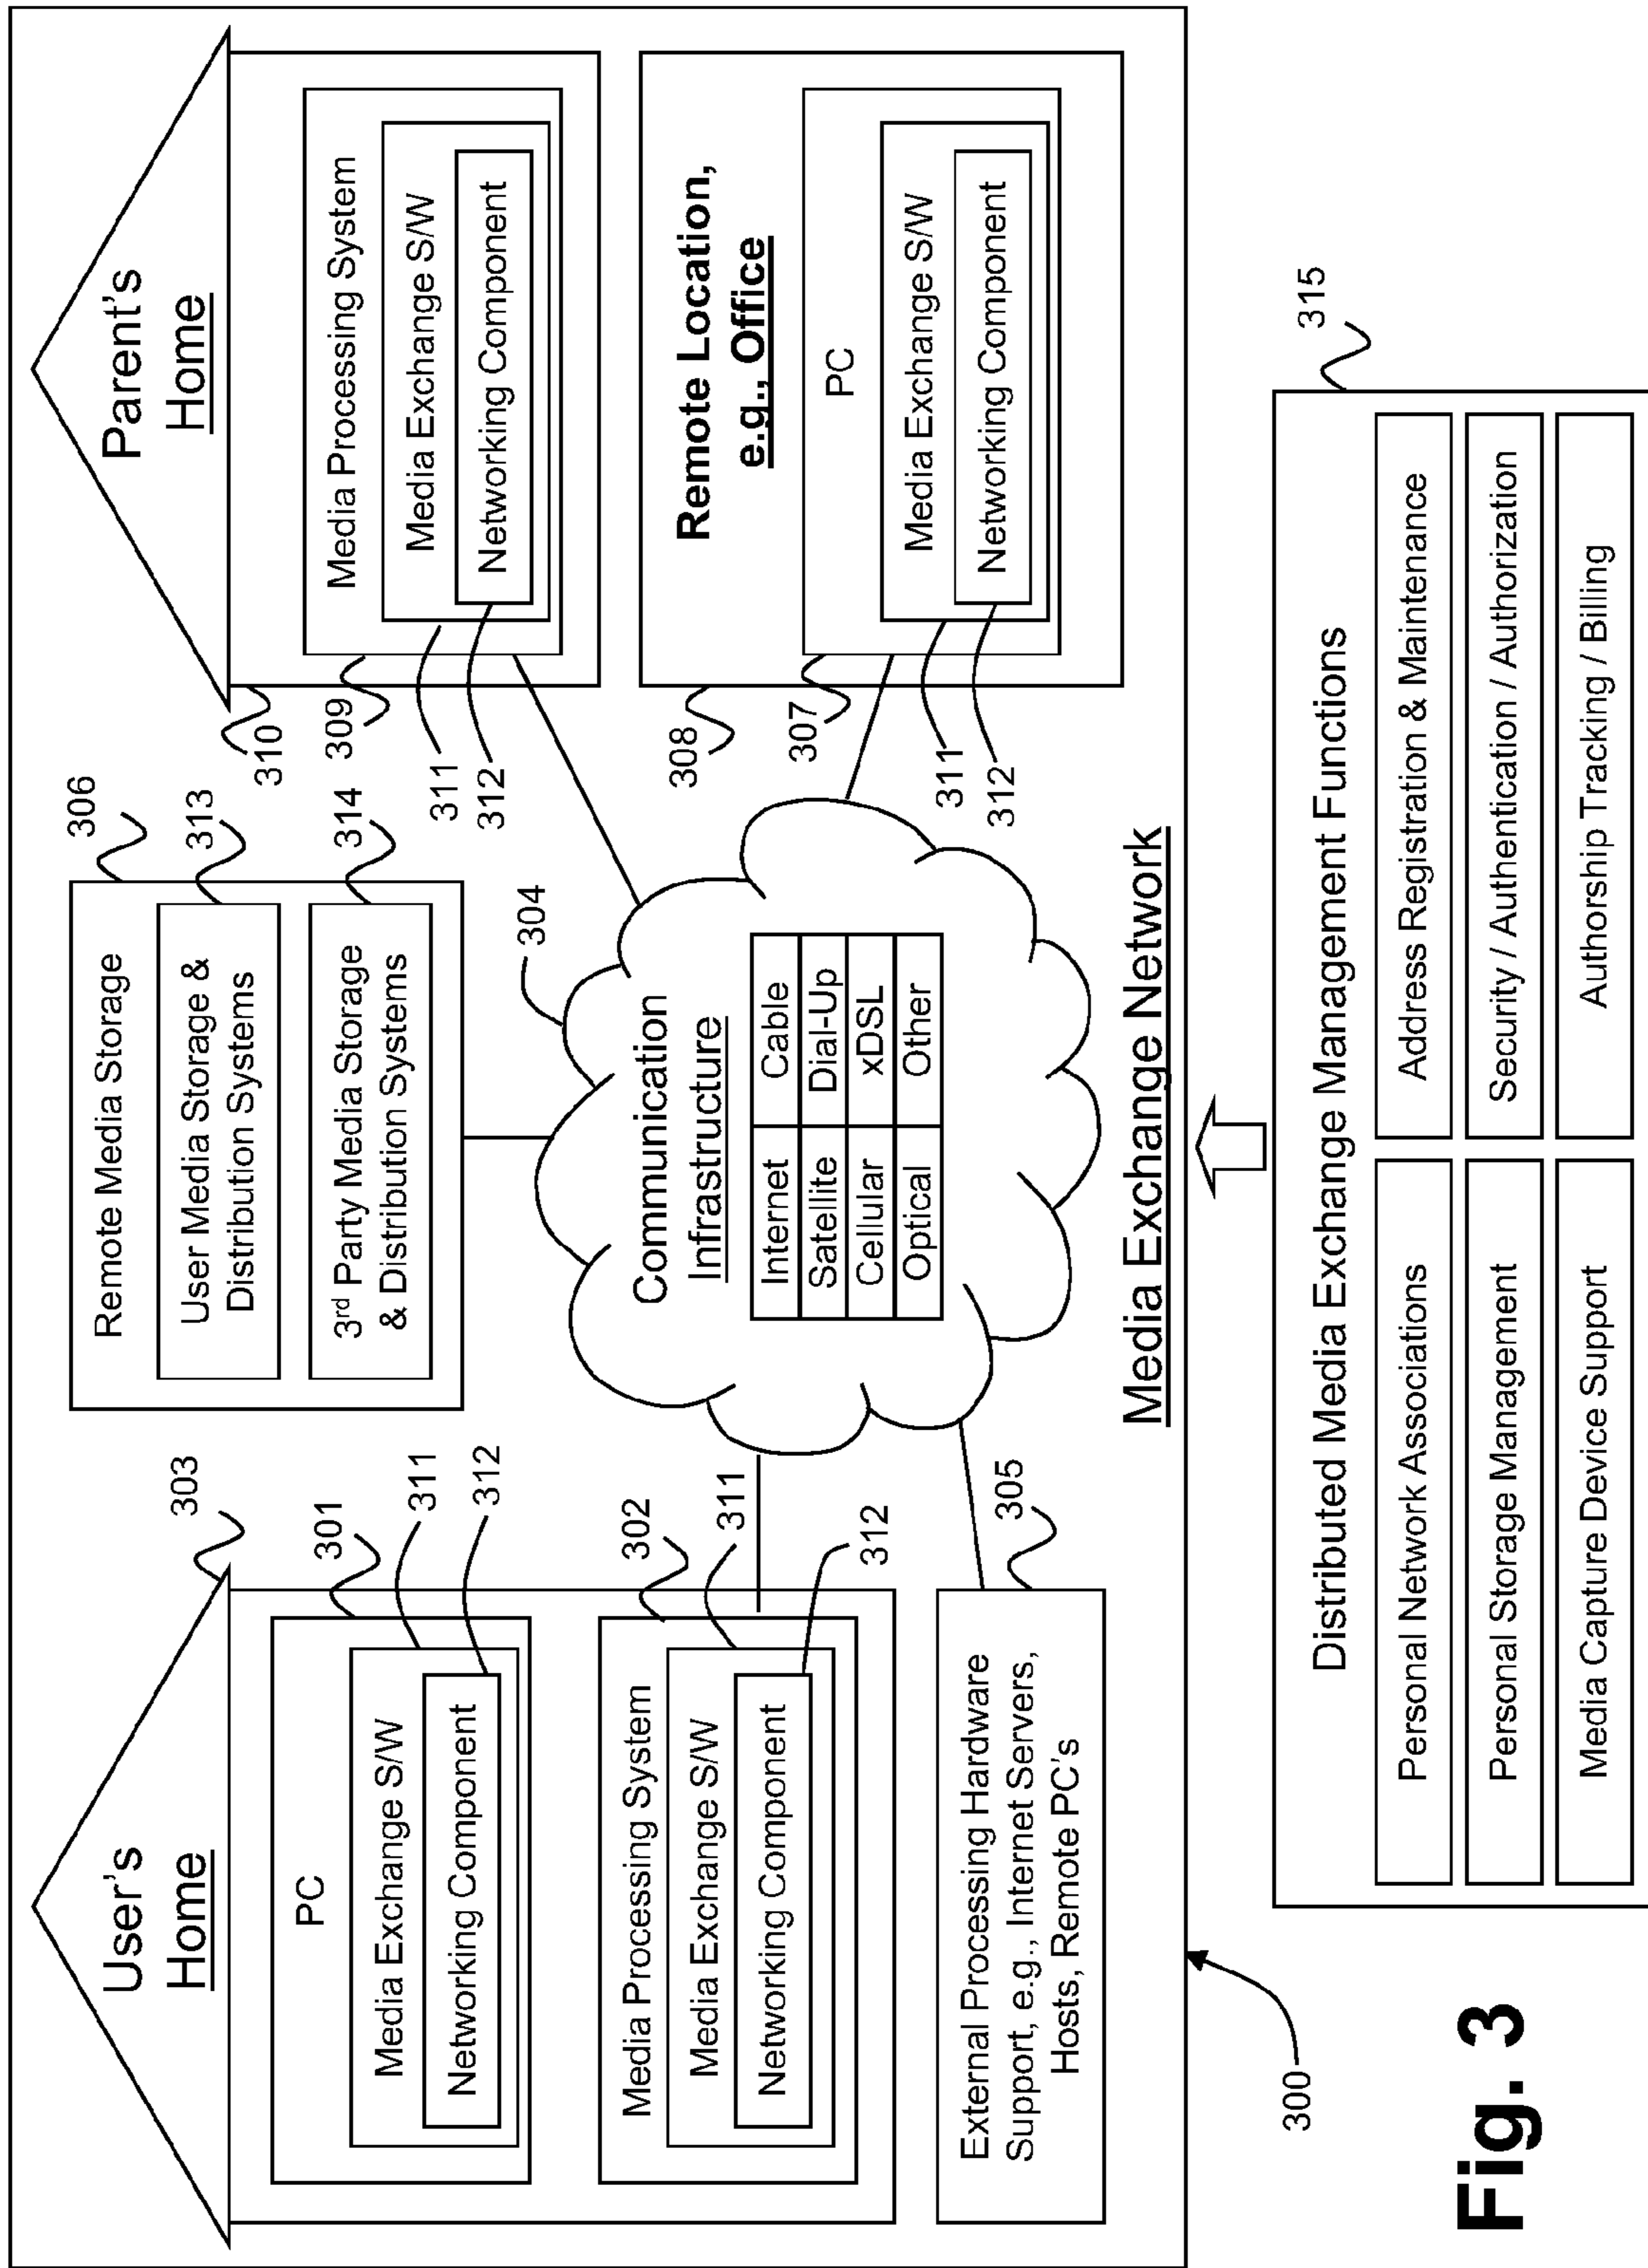 User's
Home
303
PC
301
Media Exchange S/W
311
Networking Component
312
Media Processing System
302
Media Exchange S/W
311
Networking Component
312
External Processing Hardware
Support, e.g., Internet Servers,
Hosts, Remote PC's
305
Remote Media Storage
306
User Media Storage &
Distribution Systems
313
3rd Party Media Storage
& Distribution Systems
314
304
Communication
Infrastructure
Internet Cable
Satellite Dial-Up
Cellular xDSL
Optical Other
Parent's
Home
310
Media Processing System
309
Media Exchange S/W
311
Networking Component
312
Remote Location,
e.g., Office
308
PC
307
Media Exchange S/W
311
Networking Component
312
Media Exchange Network
300
315
Distributed Media Exchange Management Functions
Personal Network Associations
Address Registration & Maintenance
Personal Storage Management
Security / Authentication / Authorization
Media Capture Device Support
Authorship Tracking / Billing
Fig. 3